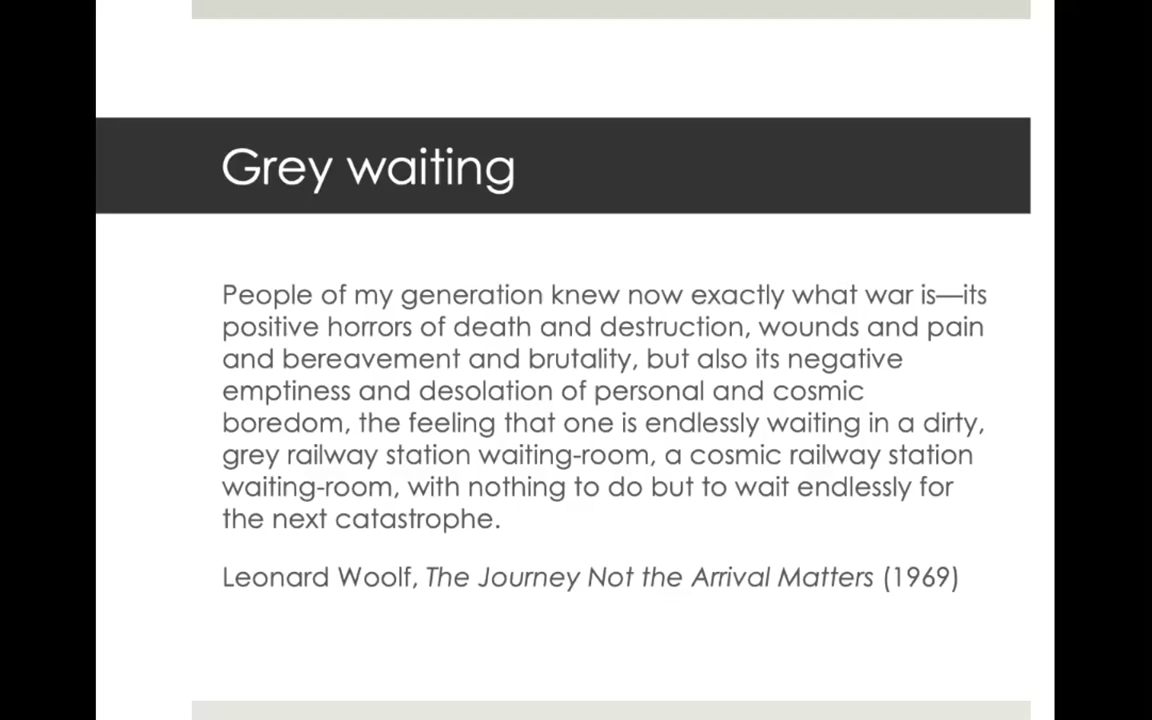 Grey waiting
People of my generation knew now exactly what war is—its
positive horrors of death and destruction, wounds and pain
and bereavement and brutality, but also its negative
emptiness and desolation of personal and cosmic
boredom, the feeling that one is endlessly waiting in a dirty,
grey railway station waiting-room, a cosmic railway station
waiting-room, with nothing to do but to wait endlessly for
the next catastrophe.
Leonard Woolf, The Journey Not the Arrival Matters (1969)